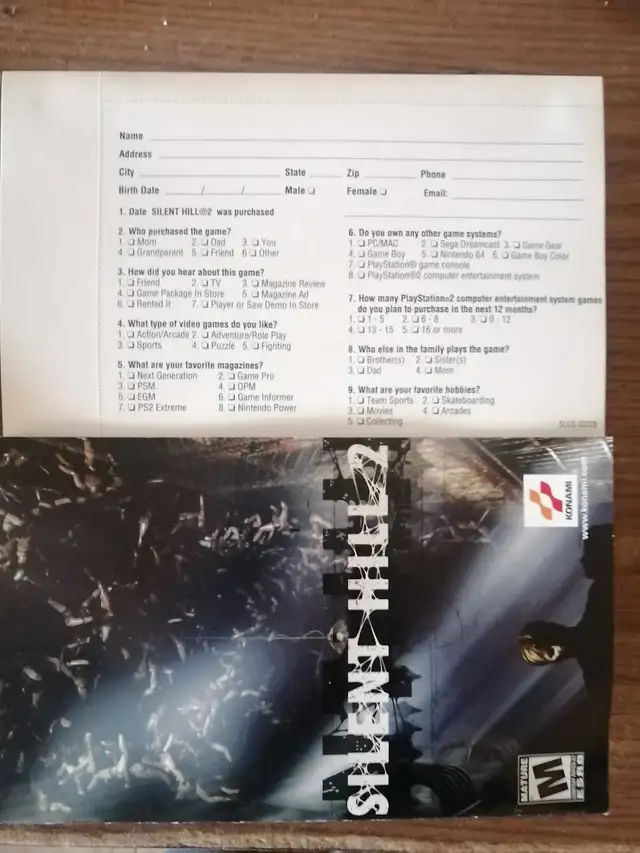 Name
Address
City State Zip Phone
Birth Date / / Male ❏ Female ❏ Email:
1. Date SILENT HILL®2 was purchased
2. Who purchased the game?
1. ❏ Mom 2. ❏ Dad 3. ❏ You
4. ❏ Grandparent 5. ❏ Friend 6 ❏ Other
3. How did you hear about this game?
1. ❏ Friend 2. ❏ TV 3. ❏ Magazine Review
4. ❏ Game Package In Store 5. ❏ Magazine Ad
6. ❏ Rented It 7. ❏ Player or Saw Demo In Store
4. What type of video games do you like?
1. ❏ Action/Arcade 2. ❏ Adventure/Role Play
3. ❏ Sports 4. ❏ Puzzle 5. ❏ Fighting
5. What are your favorite magazines?
1. ❏ Next Generation 2. ❏ Game Pro
3. ❏ PSM 4. ❏ OPM
5. ❏ EGM 6 ❏ Game Informer
7. ❏ PS2 Extreme 8. ❏ Nintendo Power
6. Do you own any other game systems?
1. ❏ PC/MAC 2. ❏ Sega Dreamcast 3. ❏ Game Gear
4. ❏ Game Boy 5. ❏ Nintendo 64 6. ❏ Game Boy Color
7. ❏ PlayStation® game console
8. ❏ PlayStation®2 computer entertainment system
7. How many PlayStation®2 computer entertainment system games
do you plan to purchase in the next 12 months?
1. ❏ 1 - 5 2. ❏ 6 - 8 3. ❏ 9 - 12
4. ❏ 13 - 15 5. ❏ 16 or more
8. Who else in the family plays the game?
1. ❏ Brother(s) 2. ❏ Sister(s)
3. ❏ Dad 4. ❏ Mom
9. What are your favorite hobbies?
1. ❏ Team Sports 2. ❏ Skateboarding
3. ❏ Movies 4. ❏ Arcades
5. ❏ Collecting
SILENT HILL 2
KONAMI
www.konami.com
MATURE
M